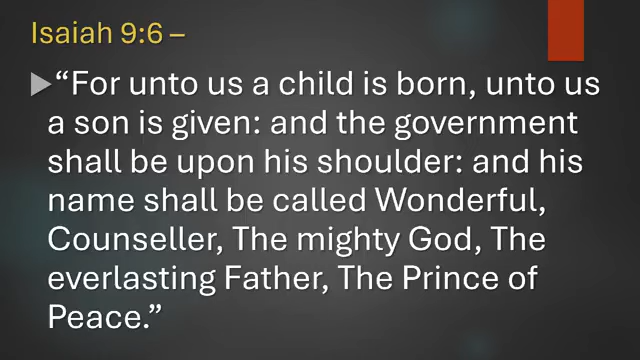 Isaiah 9:6 –
“For unto us a child is born, unto us
a son is given: and the government
shall be upon his shoulder: and his
name shall be called Wonderful,
Counseller, The mighty God, The
everlasting Father, The Prince of
Peace.”